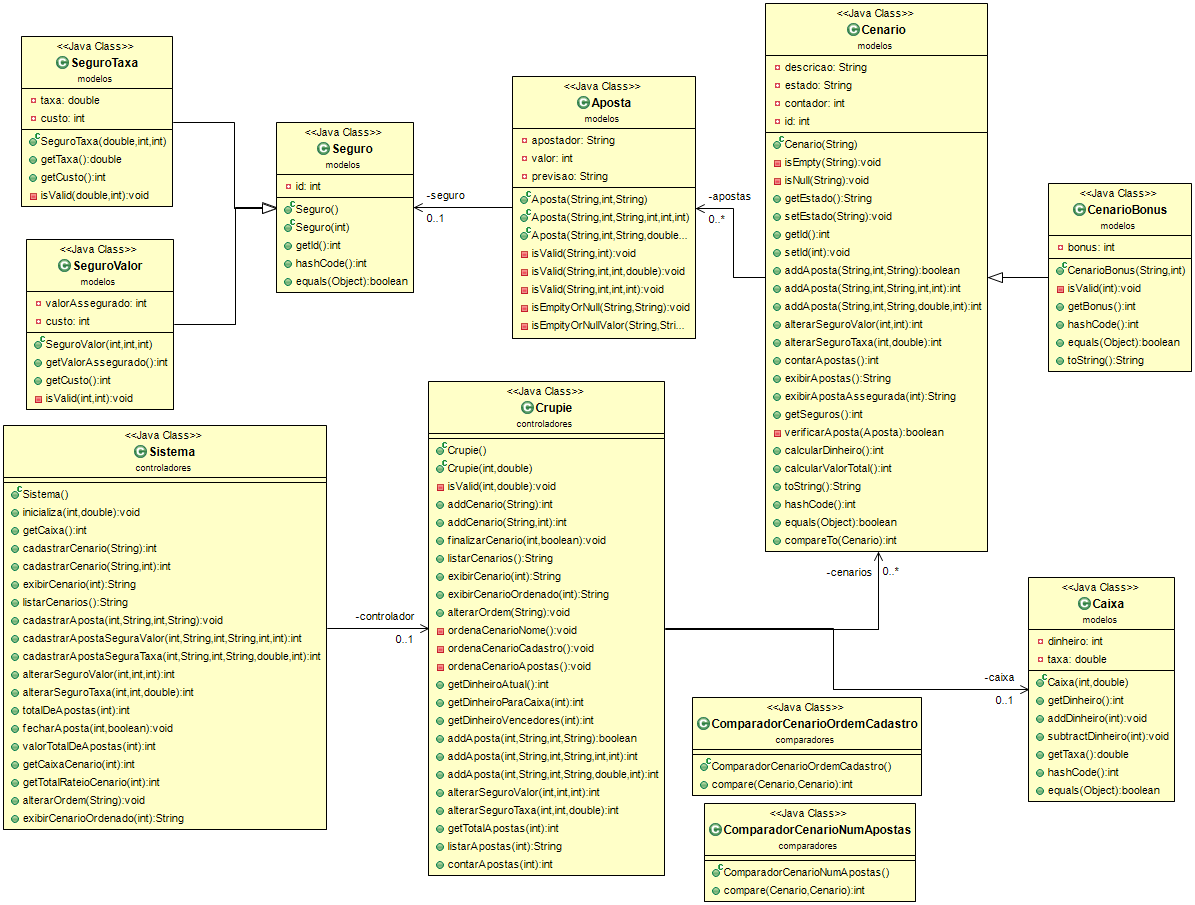 <<Java Class>>
SeguroTaxa
modelos
taxa: double
custo: int
SeguroTaxa(double,int,int)
getTaxa():double
getCusto():int
isValid(double,int):void
<<Java Class>>
SeguroValor
modelos
valorAssegurado: int
custo: int
SeguroValor(int,int,int)
getValorAssegurado():int
getCusto():int
isValid(int,int):void
<<Java Class>>
Seguro
modelos
id: int
Seguro()
Seguro(int)
getId():int
hashCode():int
equals(Object):boolean
-seguro
0..1
<<Java Class>>
Aposta
modelos
apostador: String
valor: int
previsao: String
Aposta(String,int,String)
Aposta(String,int,String,int,int,int)
Aposta(String,int,String,double...
isValid(String,int):void
isValid(String,int,int,double):void
isValid(String,int,int,int):void
isEmpityOrNull(String,String):void
isEmpityOrNullValor(String,Stri...
-apostas
0..*
<<Java Class>>
Cenario
modelos
descricao: String
estado: String
contador: int
id: int
Cenario(String)
isEmpty(String):void
isNull(String):void
getEstado():String
setEstado(String):void
getId():int
setId(int):void
addAposta(String,int,String):boolean
addAposta(String,int,String,int,int):int
addAposta(String,int,String,double,int):int
alterarSeguroValor(int,int):int
alterarSeguroTaxa(int,double):int
contarApostas():int
exibirApostas():String
exibirApostaAssegurada(int):String
getSeguros():int
verificarAposta(Aposta):boolean
calcularDinheiro():int
calcularValorTotal():int
toString():String
hashCode():int
equals(Object):boolean
compareTo(Cenario):int
<<Java Class>>
CenarioBonus
modelos
bonus: int
CenarioBonus(String,int)
isValid(int):void
getBonus():int
hashCode():int
equals(Object):boolean
toString():String
<<Java Class>>
Sistema
controladores
Sistema()
inicializa(int,double):void
getCaixa():int
cadastrarCenario(String):int
cadastrarCenario(String,int):int
exibirCenario(int):String
listarCenarios():String
cadastrarAposta(int,String,int,String):void
cadastrarApostaSeguraValor(int,String,int,String,int,int):int
cadastrarApostaSeguraTaxa(int,String,int,String,double,int):int
alterarSeguroValor(int,int,int):int
alterarSeguroTaxa(int,int,double):int
totalDeApostas(int):int
fecharAposta(int,boolean):void
valorTotalDeApostas(int):int
getCaixaCenario(int):int
getTotalRateioCenario(int):int
alterarOrdem(String):void
exibirCenarioOrdenado(int):String
-controlador
0..1
<<Java Class>>
Crupie
controladores
Crupie()
Crupie(int,double)
isValid(int,double):void
addCenario(String):int
addCenario(String,int):int
finalizarCenario(int,boolean):void
listarCenarios():String
exibirCenario(int):String
exibirCenarioOrdenado(int):String
alterarOrdem(String):void
ordenaCenarioNome():void
ordenaCenarioCadastro():void
ordenaCenarioApostas():void
getDinheiroAtual():int
getDinheiroParaCaixa(int):int
getDinheiroVencedores(int):int
addAposta(int,String,int,String):boolean
addAposta(int,String,int,String,int,int):int
addAposta(int,String,int,String,double,int):int
alterarSeguroValor(int,int,int):int
alterarSeguroTaxa(int,int,double):int
getTotalApostas(int):int
listarApostas(int):String
contarApostas(int):int
-cenarios
0..*
-caixa
0..1
<<Java Class>>
Caixa
modelos
dinheiro: int
taxa: double
Caixa(int,double)
getDinheiro():int
addDinheiro(int):void
subtractDinheiro(int):void
getTaxa():double
hashCode():int
equals(Object):boolean
<<Java Class>>
ComparadorCenarioOrdemCadastro
comparadores
ComparadorCenarioOrdemCadastro()
compare(Cenario,Cenario):int
<<Java Class>>
ComparadorCenarioNumApostas
comparadores
ComparadorCenarioNumApostas()
compare(Cenario,Cenario):int